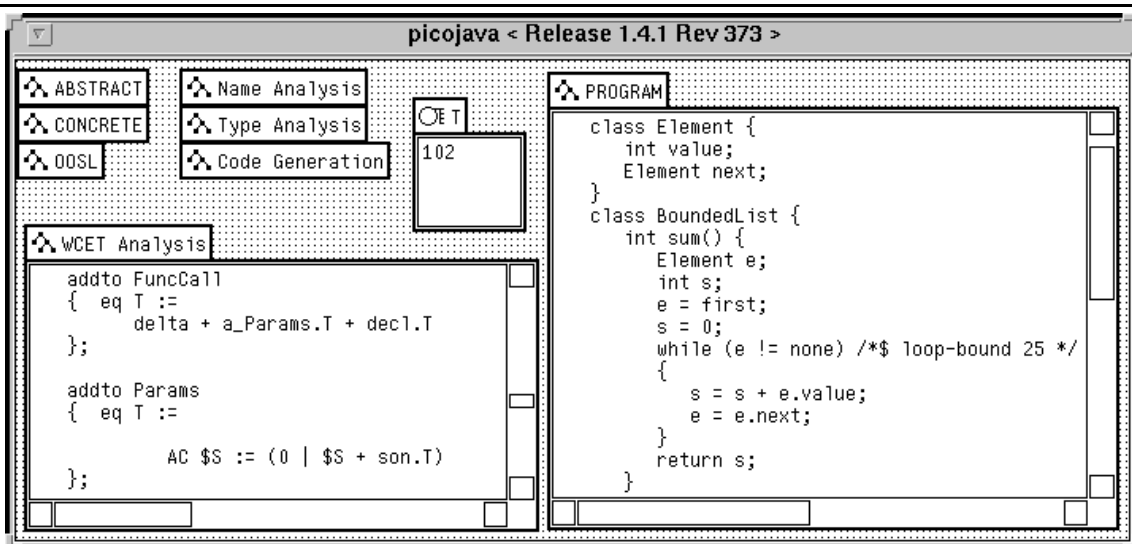 picojava < Release 1.4.1 Rev 373 >
ABSTRACT
CONCRETE
OOSL
Name Analysis
Type Analysis
Code Generation
T
102
WCET Analysis
addto FuncCall
{ eq T :=
delta + a_Params.T + decl.T
};
addto Params
{ eq T :=
AC $S := (0 | $S + son.T)
};
PROGRAM
class Element {
int value;
Element next;
}
class BoundedList {
int sum() {
Element e;
int s;
e = first;
s = 0;
while (e != none) /*$ loop-bound 25 */
{
s = s + e.value;
e = e.next;
}
return s;
}